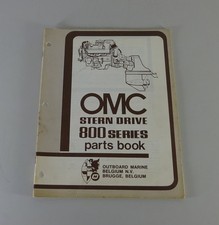 OMC
STERN DRIVE
800 SERIES
parts book
OUTBOARD MARINE
BELGIUM N.V.
BRUGGE, BELGIUM